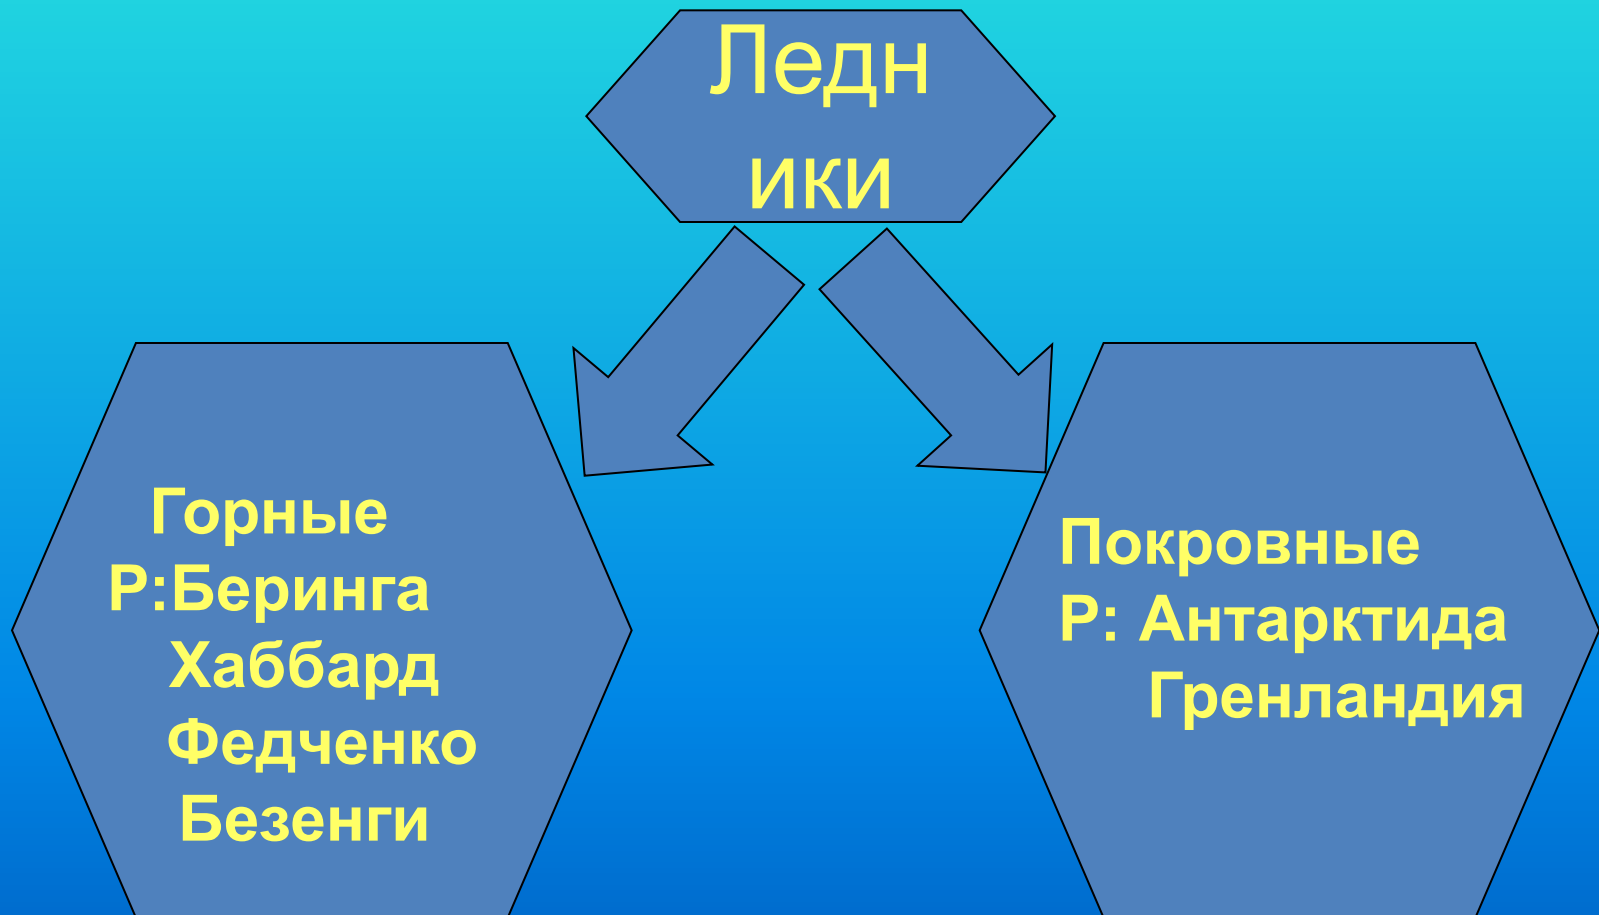 Ледн
ики
Горные
Р:Беринга
Хаббард
Федченко
Безенги
Покровные
Р: Антарктида
Гренландия